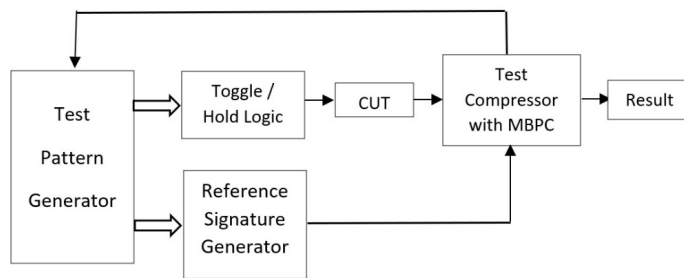 Test
Pattern
Generator
Toggle /
Hold Logic
CUT
Test
Compressor
with MBPC
Result
Reference
Signature
Generator